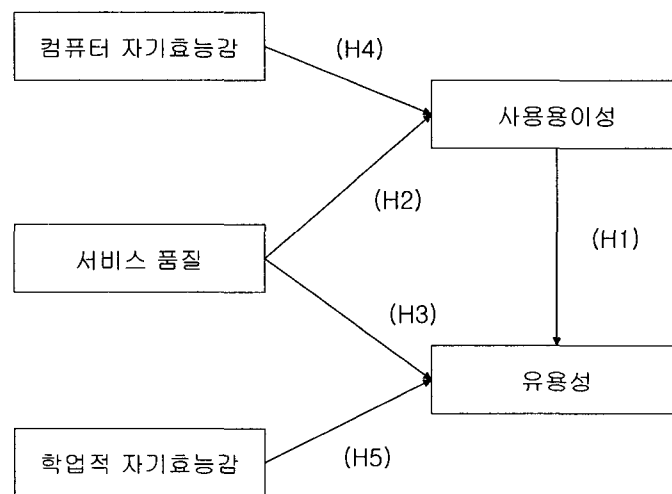 컴퓨터 자기효능감
(H4)
사용용이성
(H2)
서비스 품질
(H1)
(H3)
유용성
학업적 자기효능감
(H5)